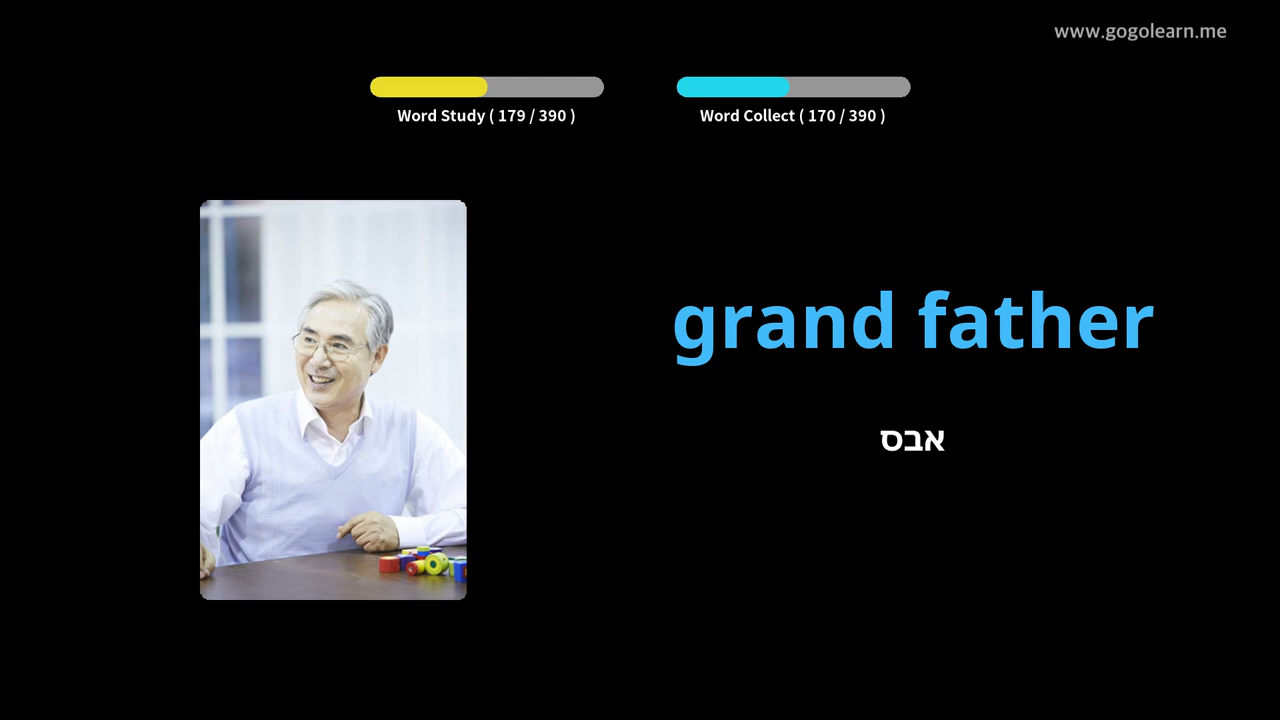 www.gogolearn.me
Word Study ( 179 / 390 )
Word Collect ( 170 / 390 )
grand father
אבס